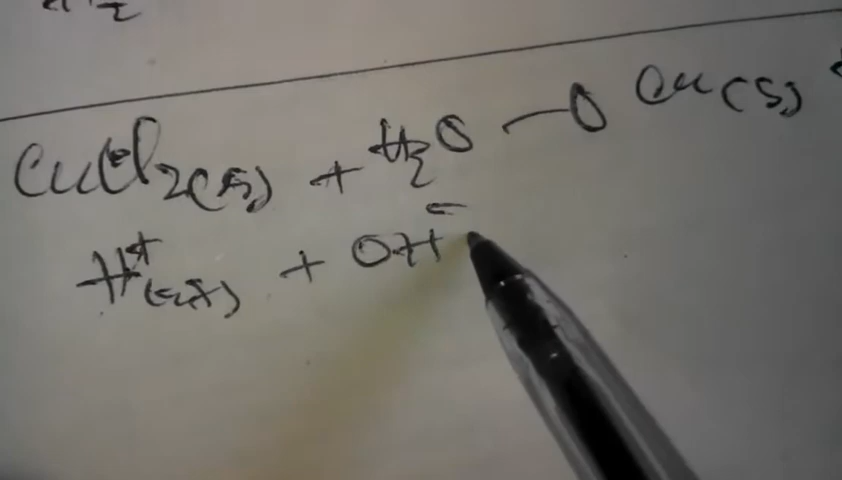 CuCl₂(s) + H₂O → Cu(s)
H⁺(aq) + OH⁻